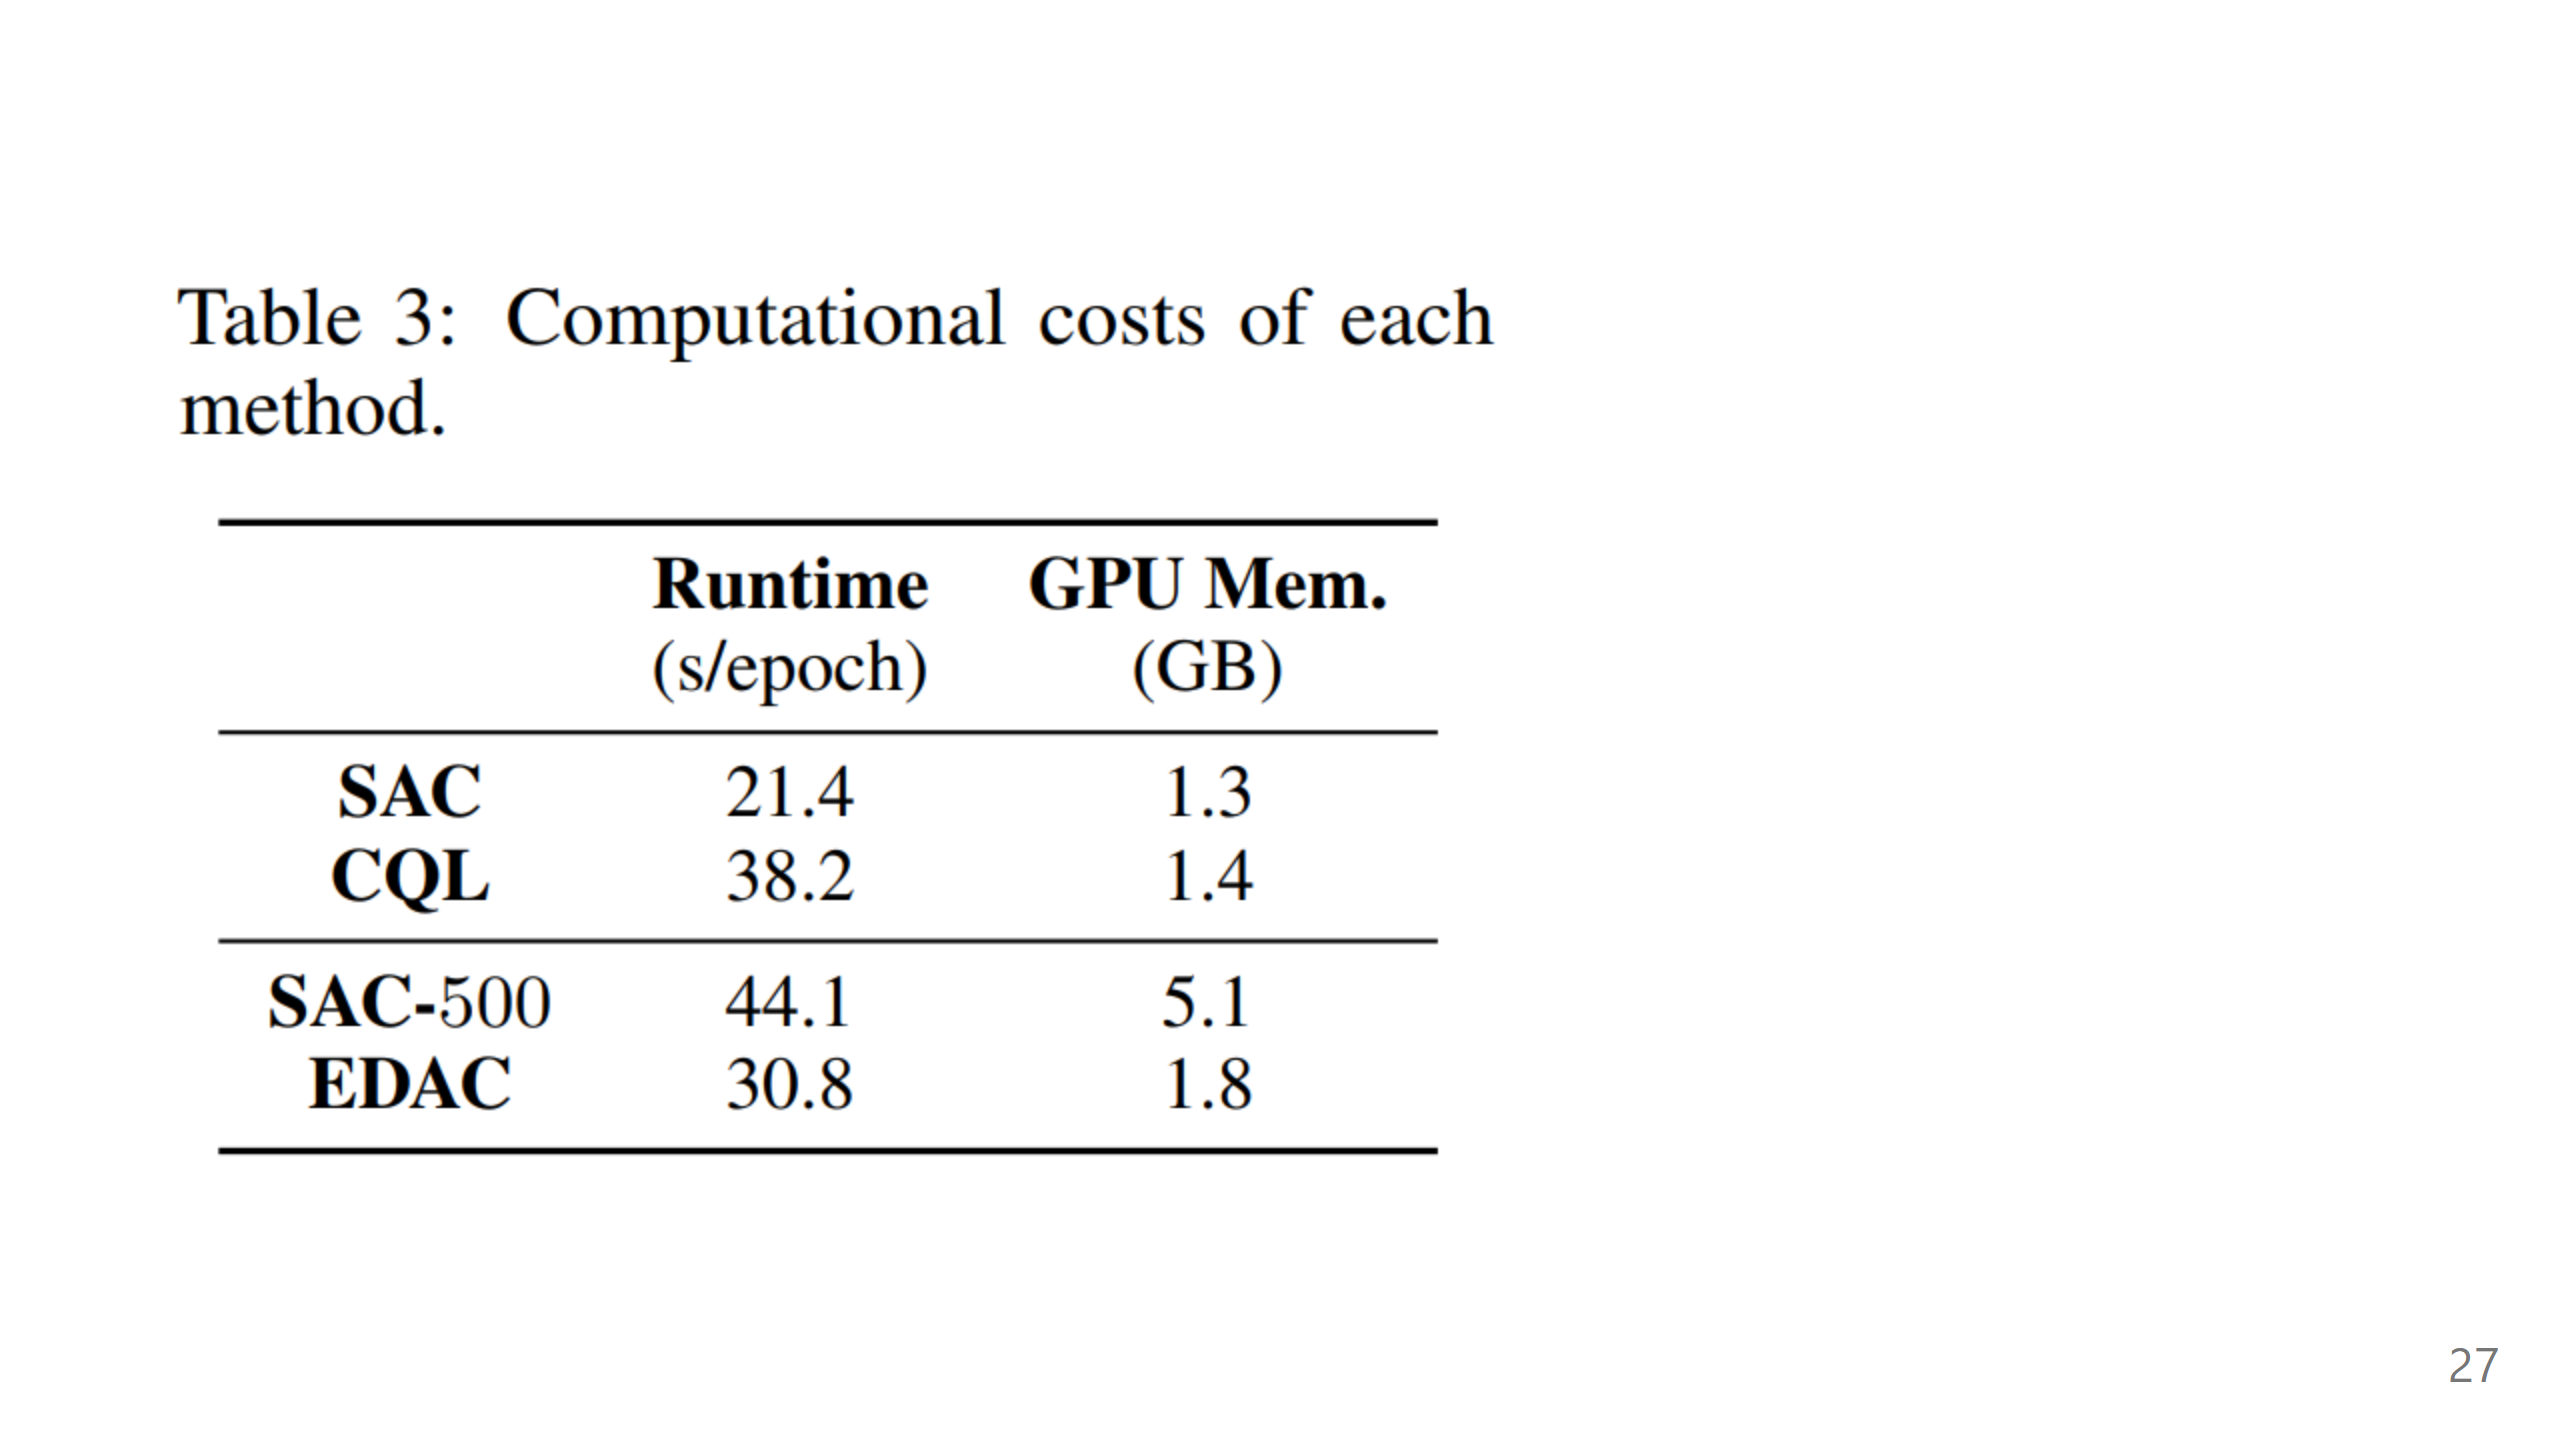 Table 3: Computational costs of each
method.
Runtime GPU Mem.
(s/epoch) (GB)
SAC 21.4 1.3
CQL 38.2 1.4
SAC-500 44.1 5.1
EDAC 30.8 1.8
27